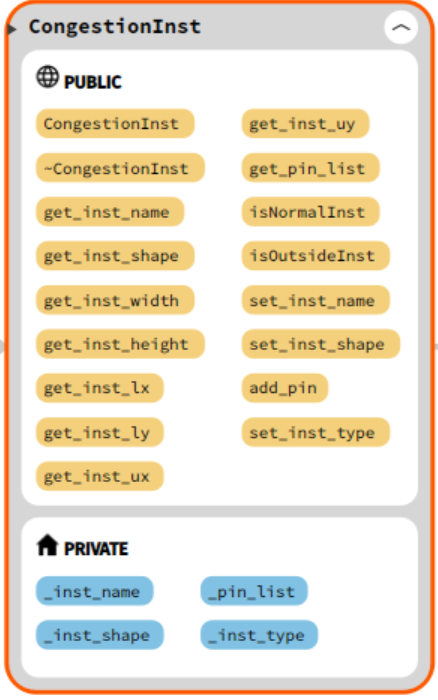 CongestionInst
PUBLIC
CongestionInst
~CongestionInst
get_inst_name
get_inst_shape
get_inst_width
get_inst_height
get_inst_lx
get_inst_ly
get_inst_ux
get_inst_uy
get_pin_list
isNormalInst
isOutsideInst
set_inst_name
set_inst_shape
add_pin
set_inst_type
PRIVATE
_inst_name
_inst_shape
_pin_list
_inst_type